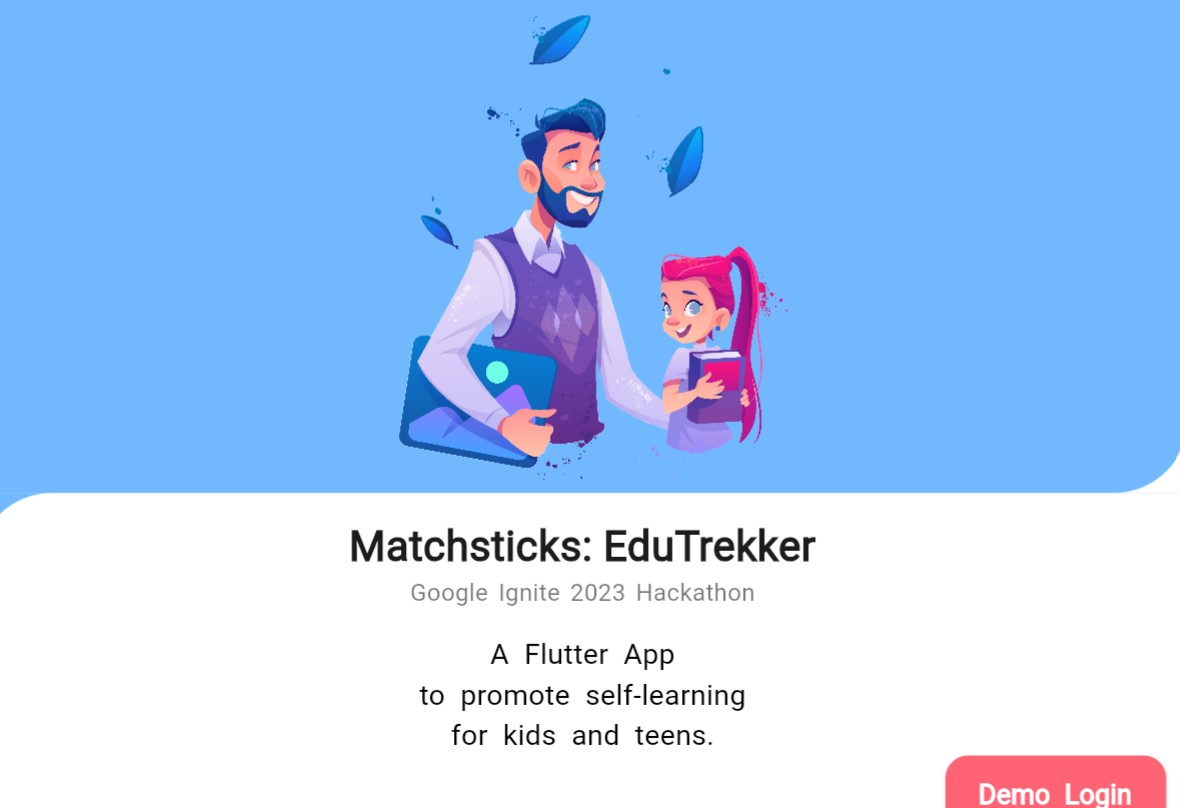 Matchsticks: EduTrekker
Google Ignite 2023 Hackathon
A Flutter App
to promote self-learning
for kids and teens.
Demo Login